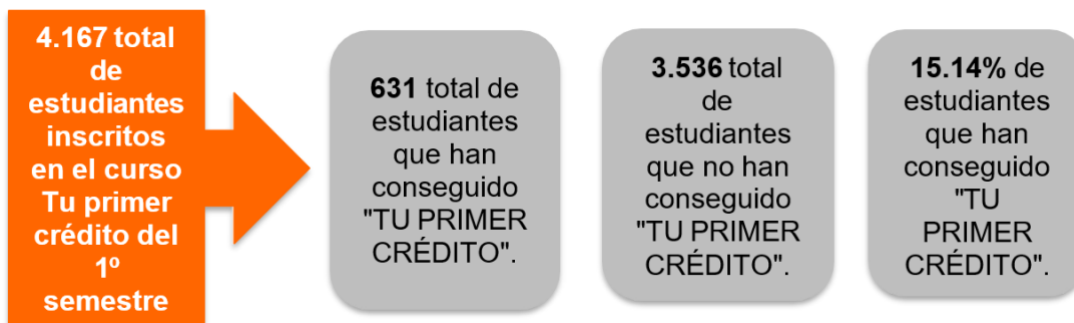 4.167 total
de
estudiantes
inscritos
en el curso
Tu primer
crédito del
1º
semestre
631 total de
estudiantes
que han
conseguido
"TU PRIMER
CRÉDITO".
3.536 total
de
estudiantes
que no han
conseguido
"TU PRIMER
CRÉDITO".
15.14% de
estudiantes
que han
conseguido
"TU
PRIMER
CRÉDITO".